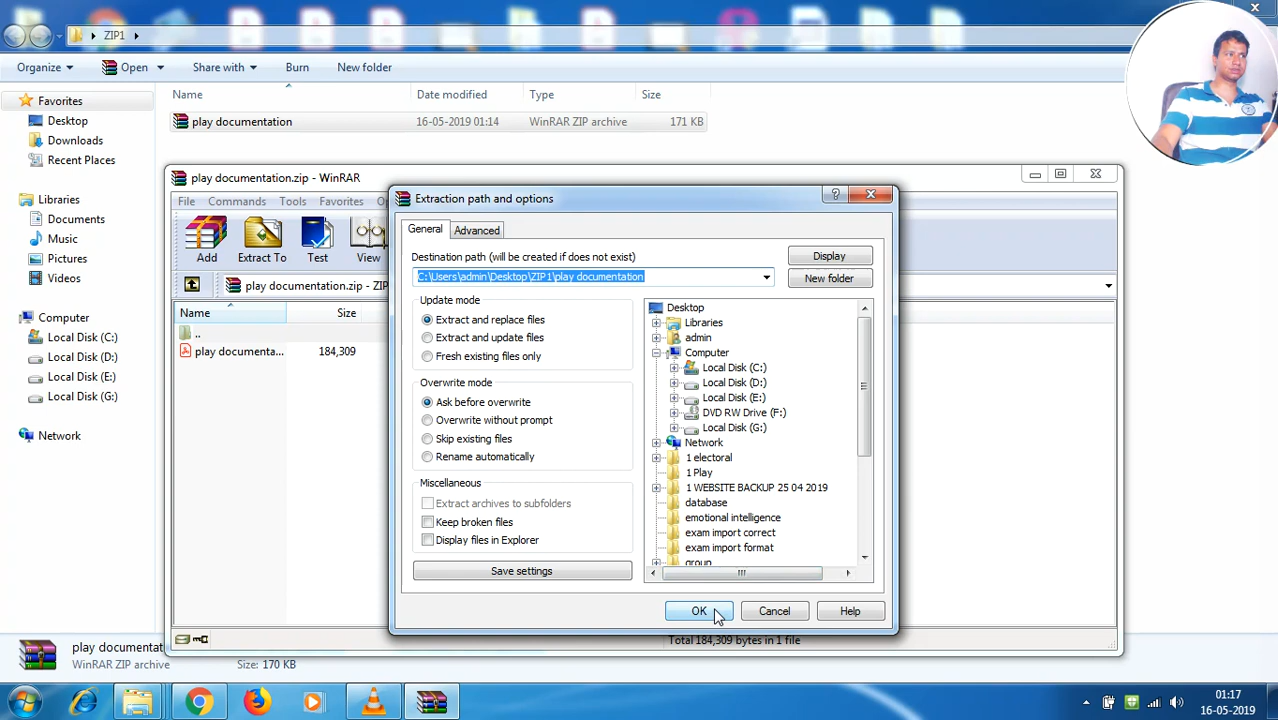 ZIP1
Organize
Open
Share with
Burn
New folder
Name
Date modified
Type
Size
Favorites
Desktop
Downloads
Recent Places
Libraries
Documents
Music
Pictures
Videos
Computer
Local Disk (C:)
Local Disk (D:)
Local Disk (E:)
Local Disk (G:)
Network
play documentation
16-05-2019 01:14
WinRAR ZIP archive
171 KB
play documentation.zip - WinRAR
File
Commands
Tools
Favorites
Add
Extract To
Test
View
play documentation.zip - ZIP
Name
Size
..
play documenta...
184,309
Total 184,309 bytes in 1 file
Extraction path and options
General
Advanced
Destination path (will be created if does not exist)
C:\Users\admin\Desktop\ZIP1\play documentation
Display
New folder
Update mode
Extract and replace files
Extract and update files
Fresh existing files only
Overwrite mode
Ask before overwrite
Overwrite without prompt
Skip existing files
Rename automatically
Miscellaneous
Extract archives to subfolders
Keep broken files
Display files in Explorer
Save settings
Desktop
Libraries
admin
Computer
Local Disk (C:)
Local Disk (D:)
Local Disk (E:)
DVD RW Drive (F:)
Local Disk (G:)
Network
1 electoral
1 Play
1 WEBSITE BACKUP 25 04 2019
database
emotional intelligence
exam import correct
exam import format
group
OK
Cancel
Help
play documentat
WinRAR ZIP archive
Size: 170 KB
01:17
16-05-2019